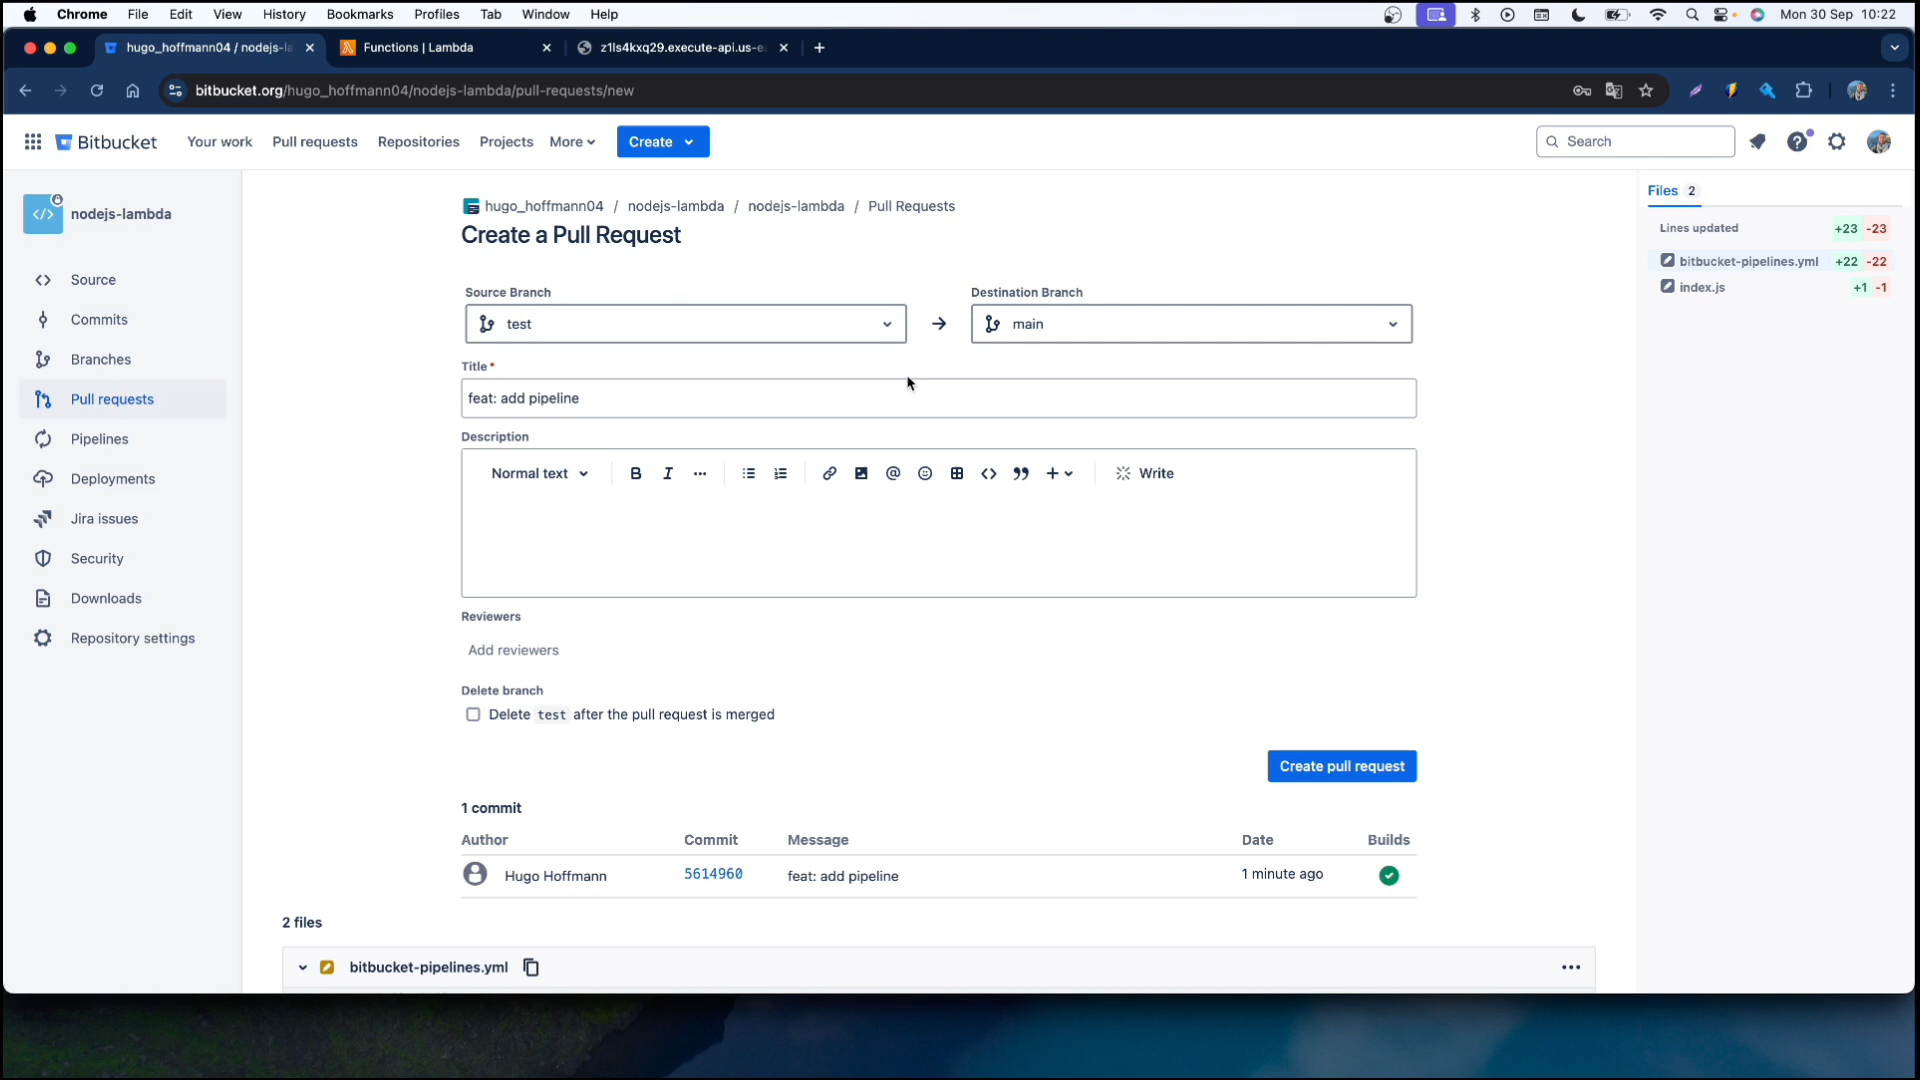 Chrome File Edit View History Bookmarks Profiles Tab Window Help Mon 30 Sep 10:22
hugo_hoffmann04 / nodejs-la Functions | Lambda z1ls4kxq29.execute-api.us-ea
bitbucket.org/hugo_hoffmann04/nodejs-lambda/pull-requests/new
Bitbucket Your work Pull requests Repositories Projects More Create Search
nodejs-lambda
Source
Commits
Branches
Pull requests
Pipelines
Deployments
Jira issues
Security
Downloads
Repository settings
hugo_hoffmann04 / nodejs-lambda / nodejs-lambda / Pull Requests
Create a Pull Request
Source Branch Destination Branch
test main
Title*
feat: add pipeline
Description
Normal text B I Write
Reviewers
Add reviewers
Delete branch
Delete test after the pull request is merged
Create pull request
1 commit
Author Commit Message Date Builds
Hugo Hoffmann 5614960 feat: add pipeline 1 minute ago
2 files
bitbucket-pipelines.yml
Files 2
Lines updated +23 -23
bitbucket-pipelines.yml +22 -22
index.js +1 -1